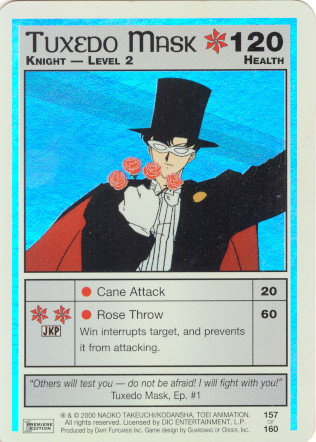 TUXEDO MASK 120
KNIGHT — LEVEL 2 HEALTH
Cane Attack 20
Rose Throw 60
JKP
Win interrupts target, and prevents
it from attacking.
"Others will test you — do not be afraid! I will fight with you!"
Tuxedo Mask, Ep. #1
PREMIERE
EDITION
® & © 2000 NAOKO TAKEUCHI/KODANSHA, TOEI ANIMATION.
All rights reserved. Licensed by DIC ENTERTAINMENT, L.P.
Produced by DART FLIPCARDS INC. Game design by GUARDIANS OF ORDER, INC.
157
of
160